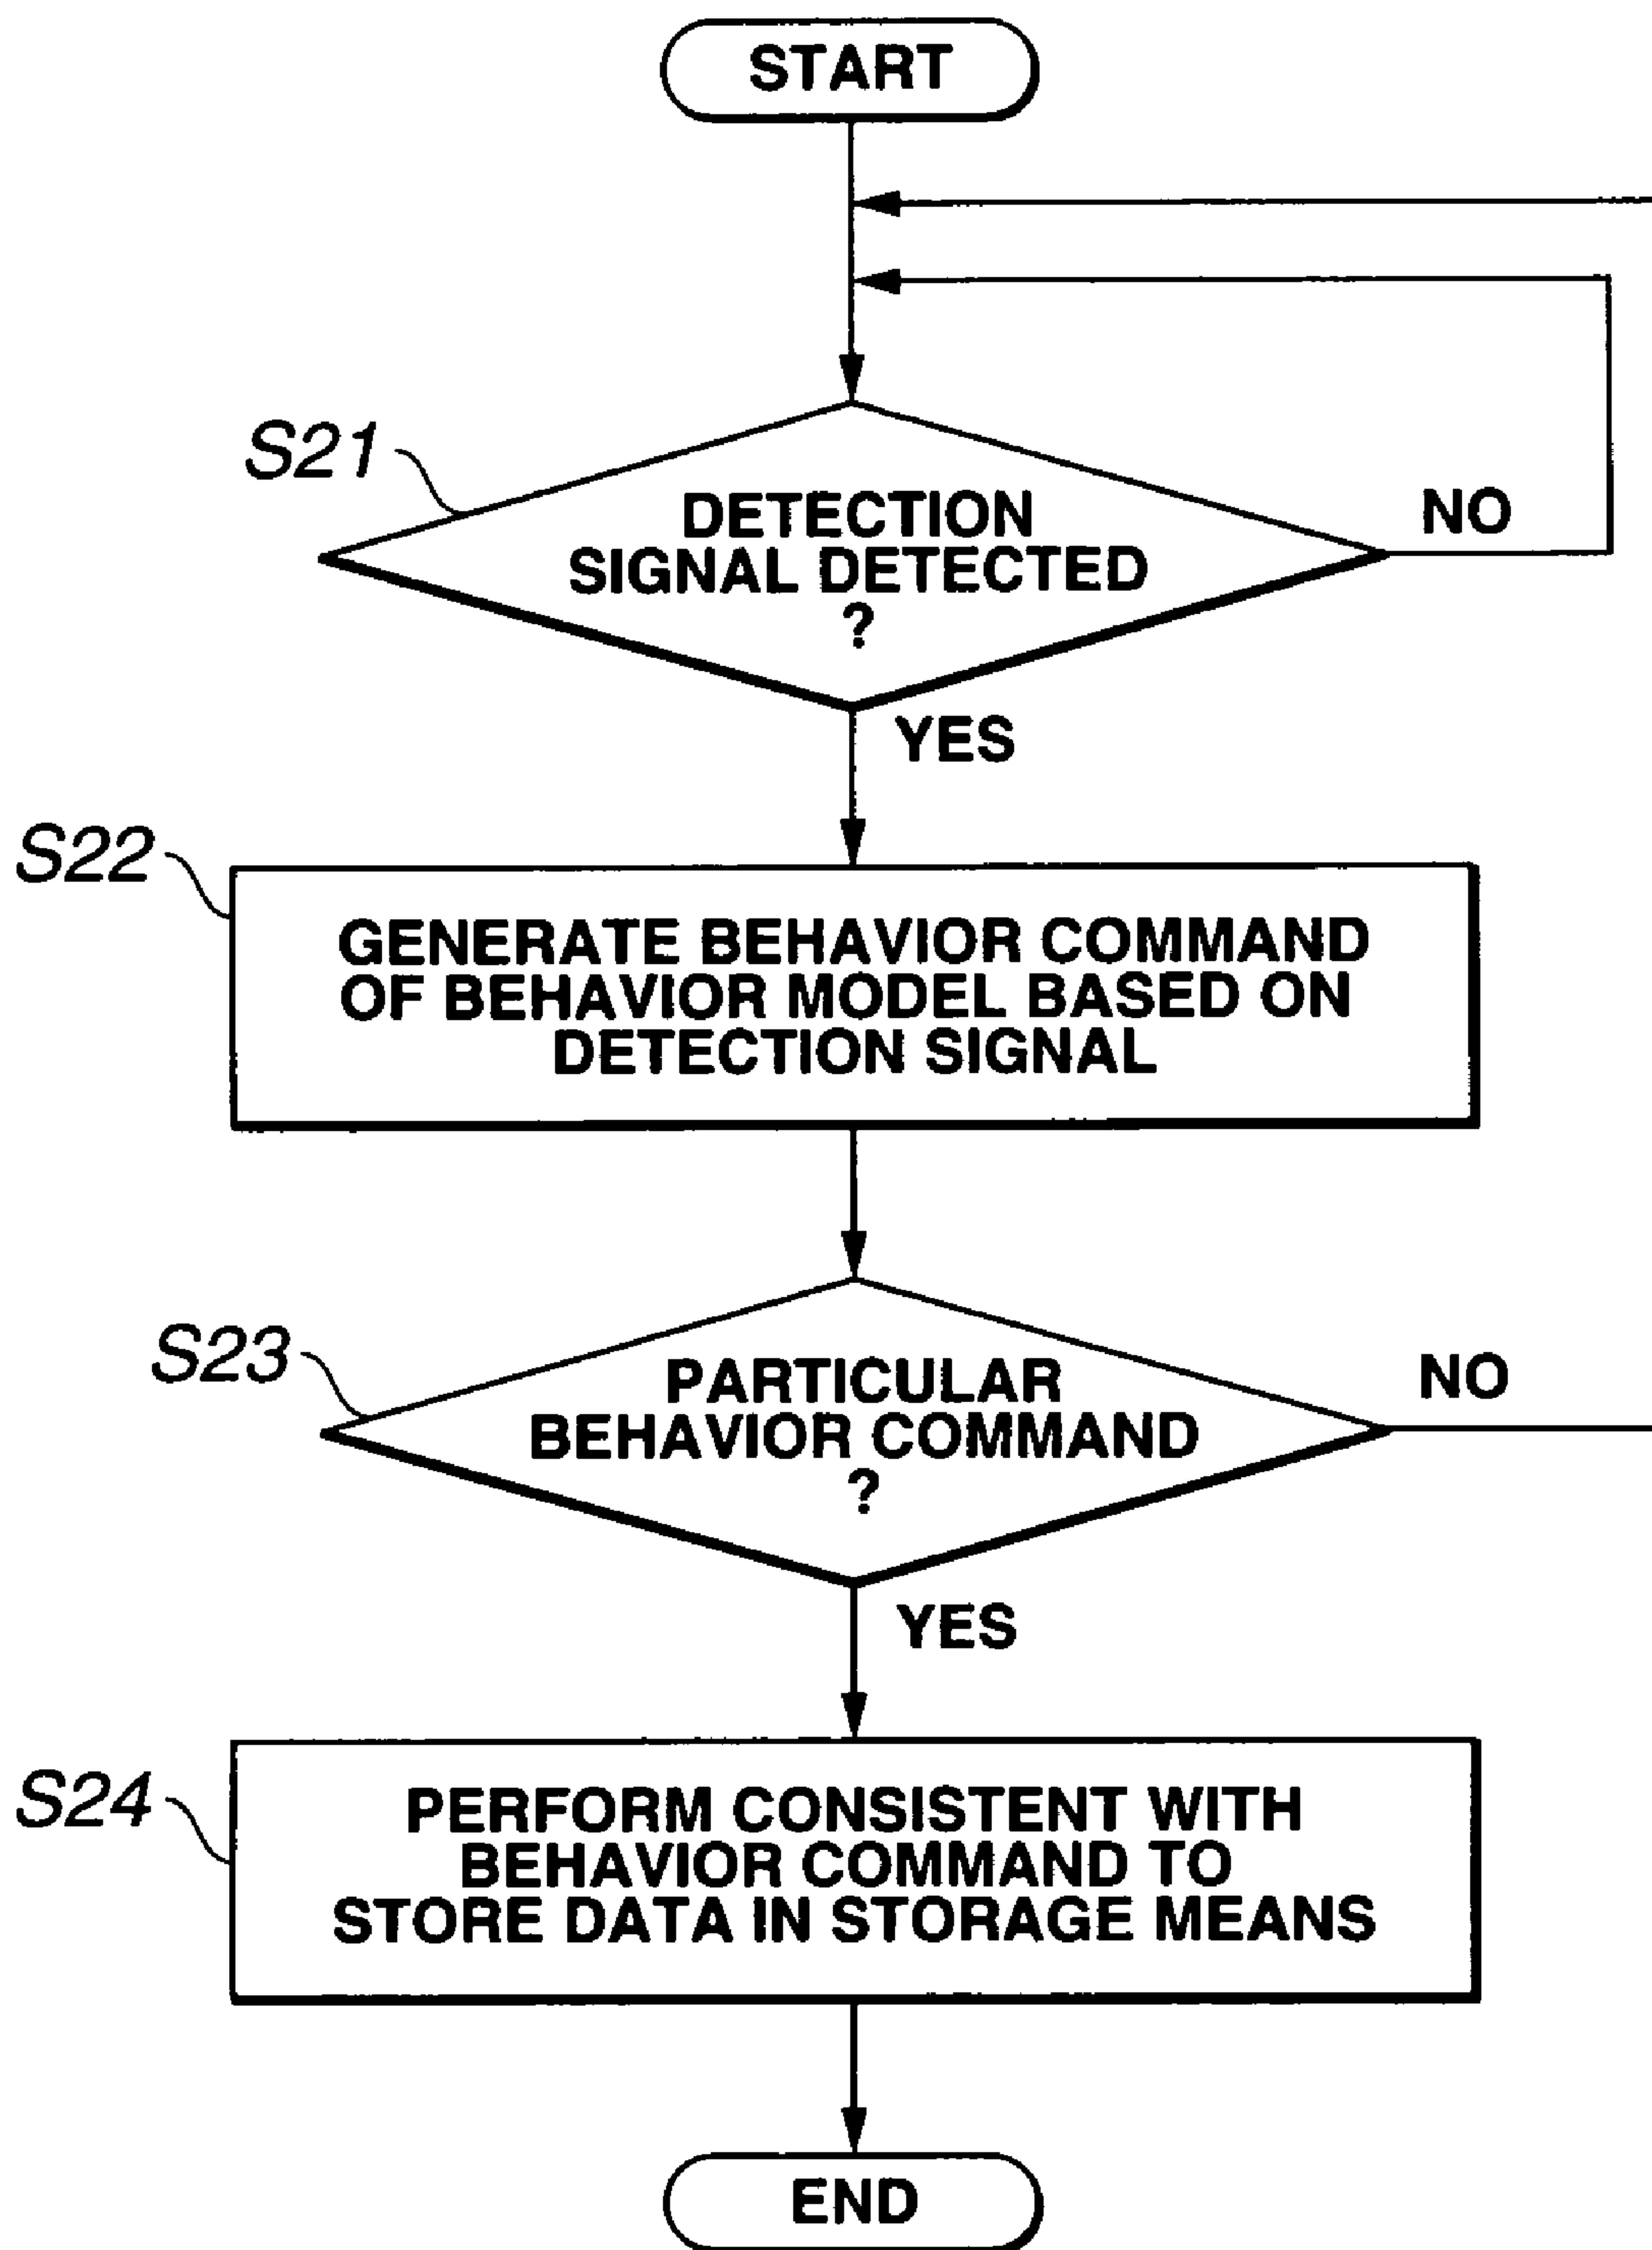 START
S21
DETECTION
SIGNAL DETECTED
?
NO
YES
S22
GENERATE BEHAVIOR COMMAND
OF BEHAVIOR MODEL BASED ON
DETECTION SIGNAL
S23
PARTICULAR
BEHAVIOR COMMAND
?
NO
YES
S24
PERFORM CONSISTENT WITH
BEHAVIOR COMMAND TO
STORE DATA IN STORAGE MEANS
END